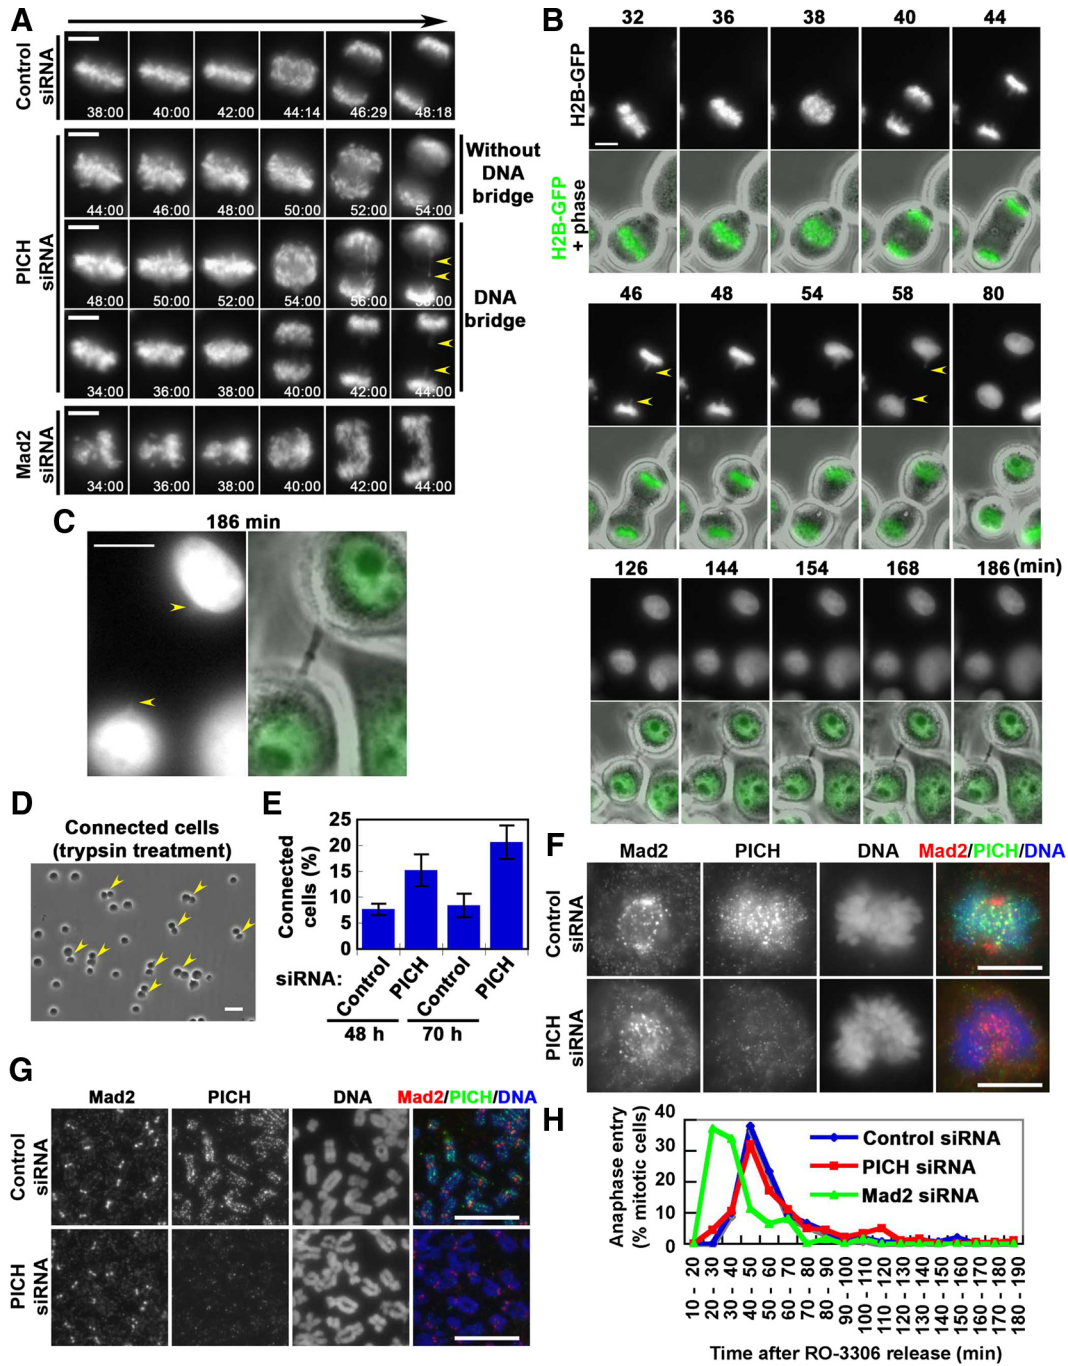 A
Control
siRNA
38:00 40:00 42:00 44:14 46:29 48:18
44:00 46:00 48:00 50:00 52:00 54:00
Without
DNA
bridge
PICH
siRNA
48:00 50:00 52:00 54:00 56:00
34:00 36:00 38:00 40:00 42:00 44:00
DNA
bridge
Mad2
siRNA
34:00 36:00 38:00 40:00 42:00 44:00
B
32 36 38 40 44
H2B-GFP
H2B-GFP
+ phase
46 48 54 58 80
126 144 154 168 186 (min)
C
186 min
D
Connected cells
(trypsin treatment)
E
Connected
cells (%)
25
20
15
10
5
0
siRNA: Control PICH Control PICH
48 h 70 h
F
Mad2 PICH DNA Mad2/PICH/DNA
Control
siRNA
PICH
siRNA
G
Mad2 PICH DNA Mad2/PICH/DNA
Control
siRNA
PICH
siRNA
H
Anaphase entry
(% mitotic cells)
40
30
20
10
0
Control siRNA
PICH siRNA
Mad2 siRNA
10 - 20
20 - 30
30 - 40
40 - 50
50 - 60
60 - 70
70 - 80
80 - 90
90 - 100
100 - 110
110 - 120
120 - 130
130 - 140
140 - 150
150 - 160
160 - 170
170 - 180
180 - 190
Time after RO-3306 release (min)